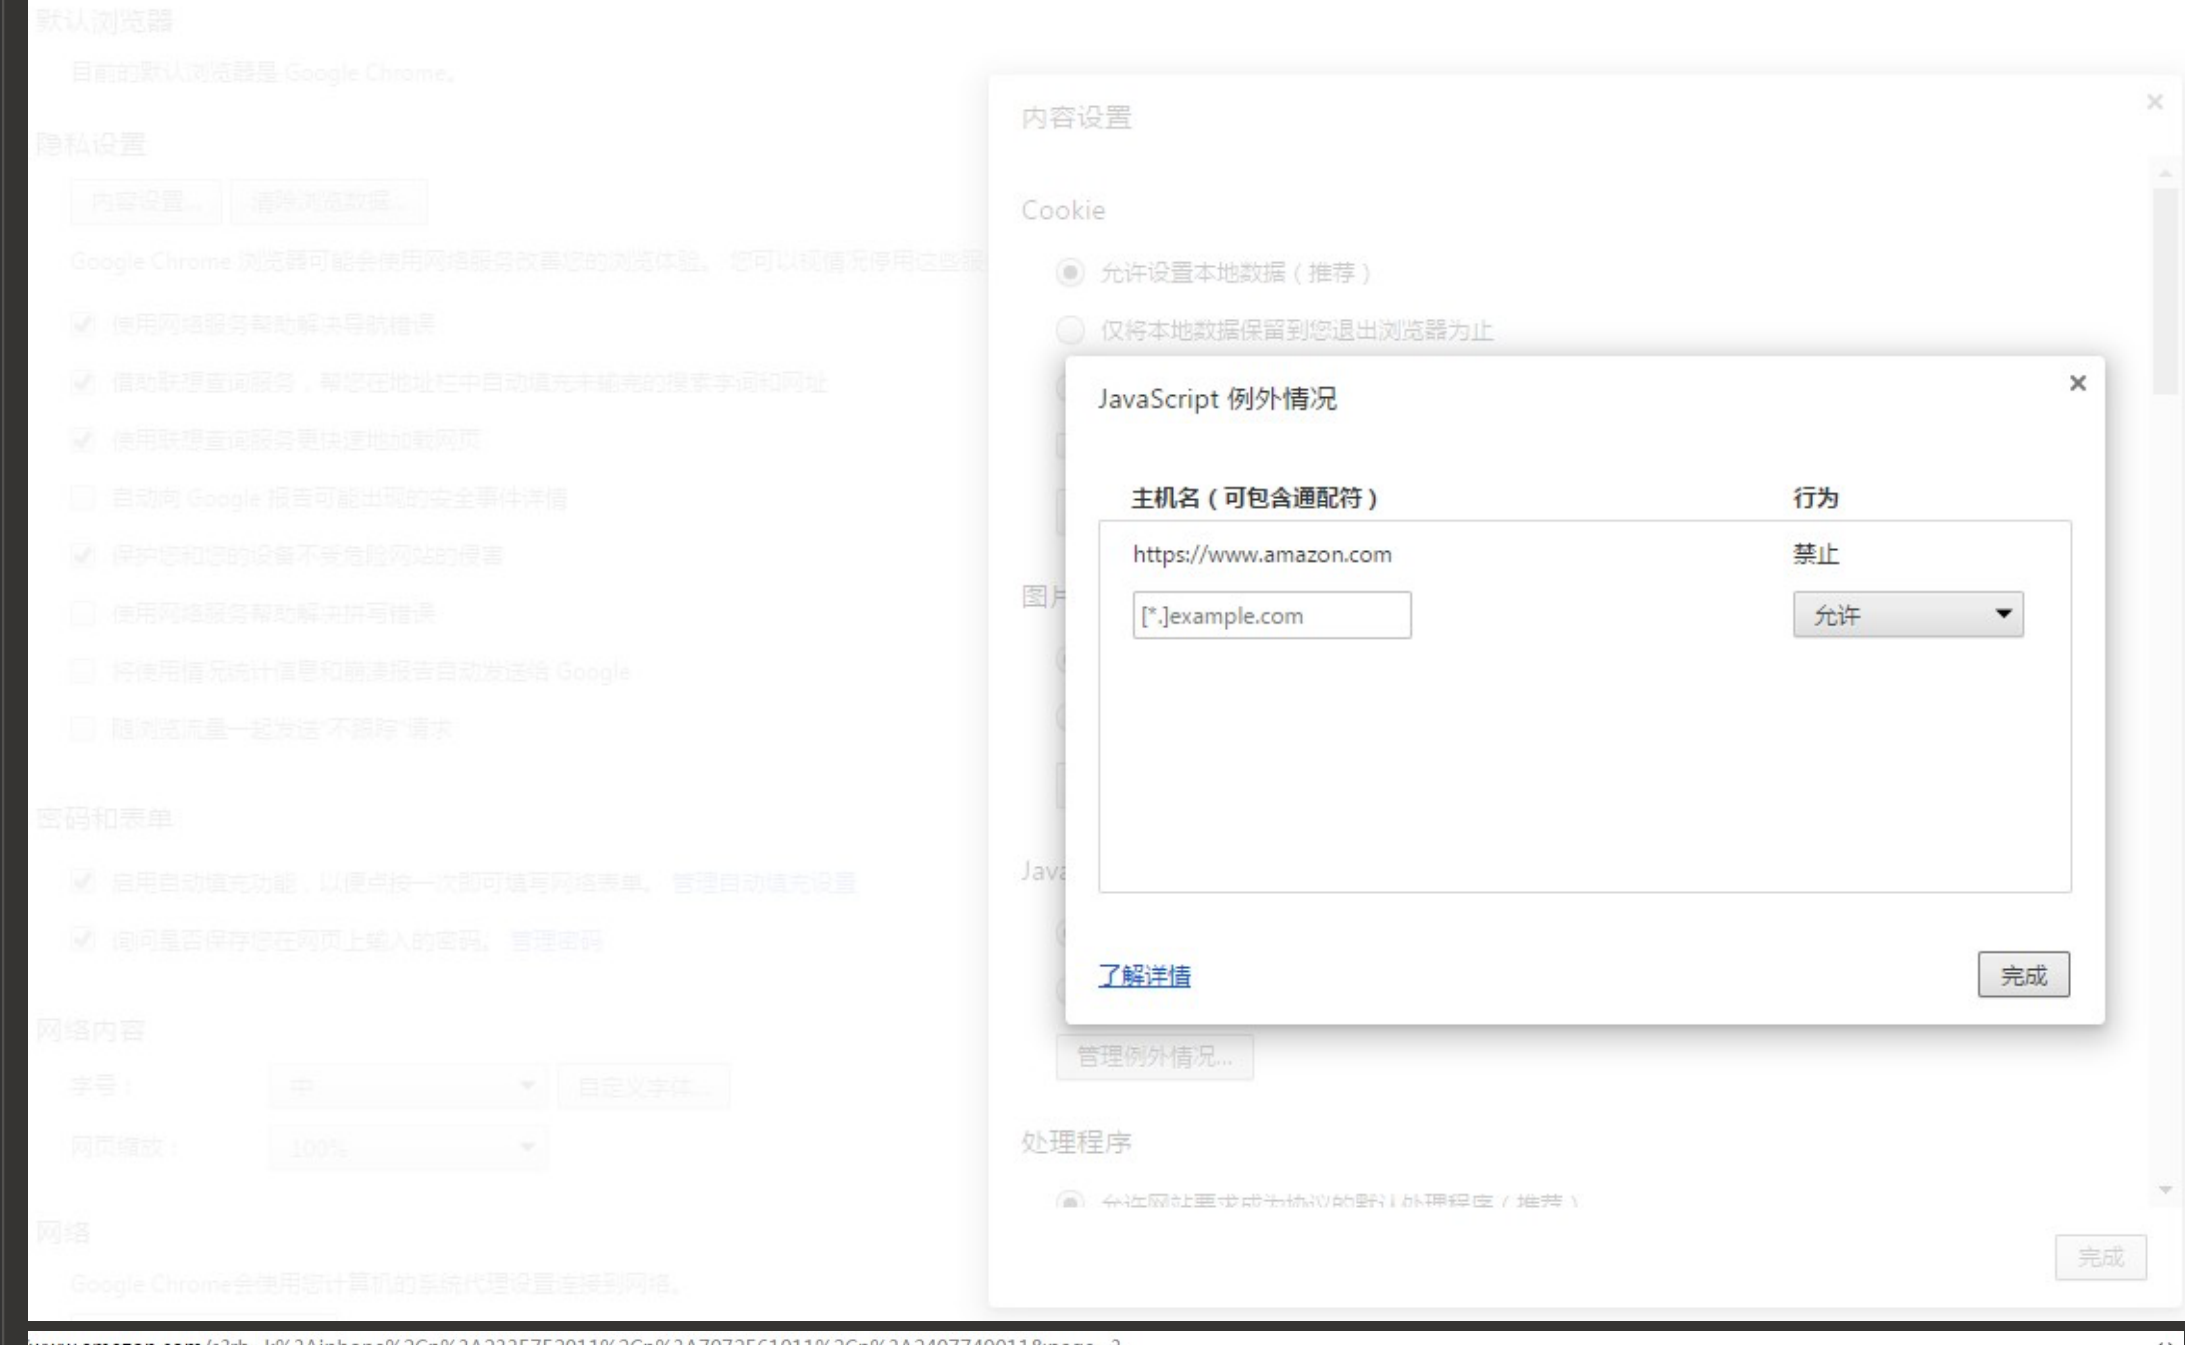 默认浏览器
目前的默认浏览器是 Google Chrome。
隐私设置
内容设置... 清除浏览数据...
Google Chrome 浏览器可能会使用网络服务改善您的浏览体验。 您可以视情况停用这些服
使用网络服务帮助解决导航错误
借助联想查询服务，帮您在地址栏中自动填充未输完的搜索字词和网址
使用联想查询服务更快速地加载网页
自动向 Google 报告可能出现的安全事件详情
保护您和您的设备不受危险网站的侵害
使用网络服务帮助解决拼写错误
将使用情况统计信息和崩溃报告自动发送给 Google
随浏览流量一起发送“不跟踪”请求
密码和表单
启用自动填充功能，以便点按一次即可填写网络表单。 管理自动填充设置
询问是否保存您在网页上输入的密码。 管理密码
网络内容
字号： 中 自定义字体...
网页缩放： 100%
网络
Google Chrome会使用您计算机的系统代理设置连接到网络。
内容设置
Cookie
允许设置本地数据（推荐）
仅将本地数据保留到您退出浏览器为止
图片
Java
JavaScript 例外情况
主机名（可包含通配符） 行为
https://www.amazon.com 禁止
[*.]example.com 允许
了解详情 完成
管理例外情况...
处理程序
允许网站要求成为协议的默认处理程序（推荐）
完成